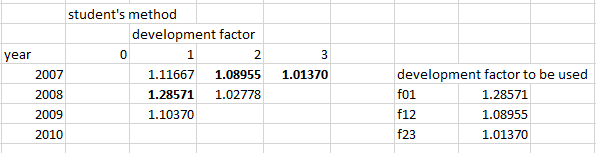 student's method
development factor
year 0 1 2 3
2007 1.11667 1.08955 1.01370 development factor to be used
2008 1.28571 1.02778 f01 1.28571
2009 1.10370 f12 1.08955
2010 f23 1.01370